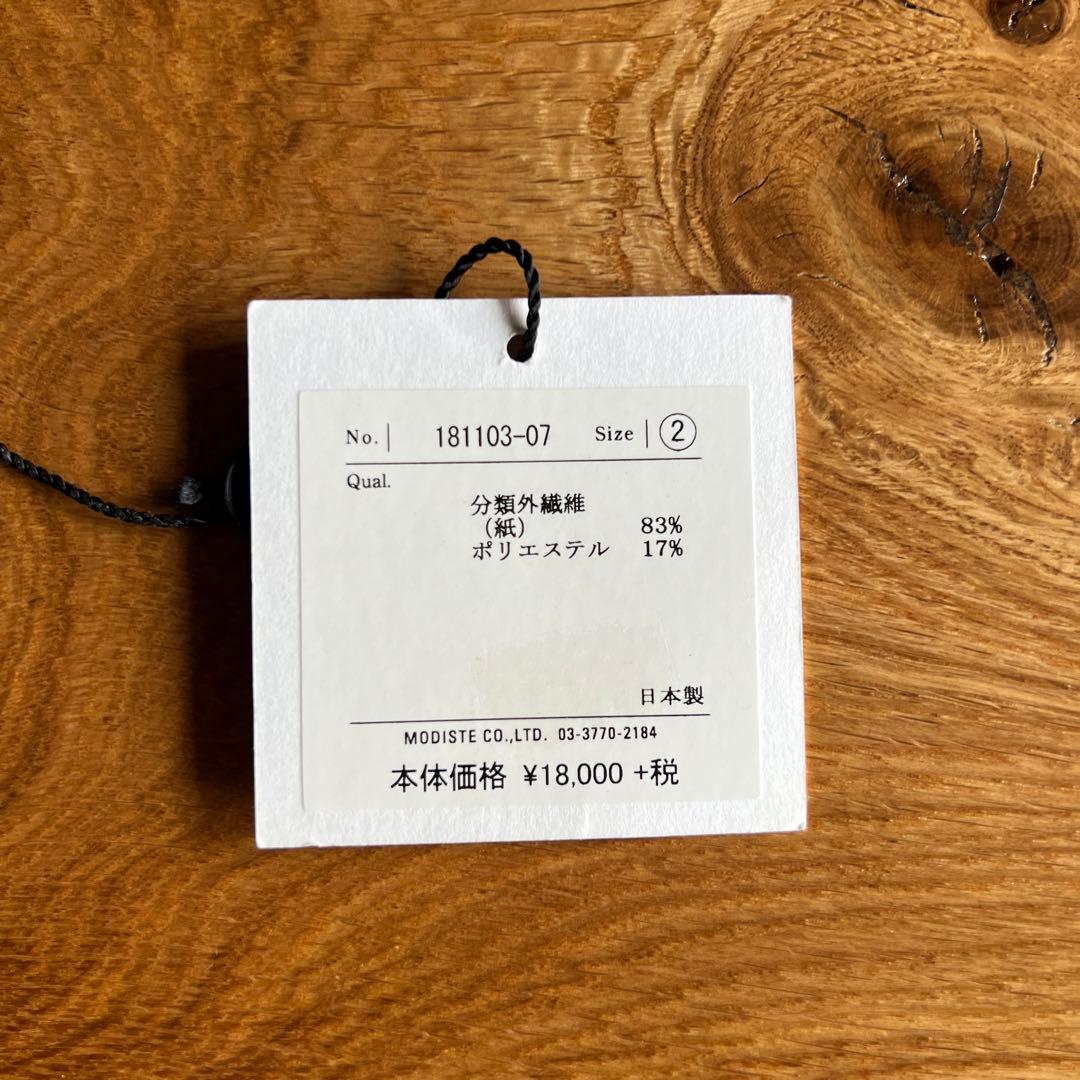 No. 181103-07 Size ②
Qual.
分類外繊維
（紙） 83%
ポリエステル 17%
日本製
MODISTE CO.,LTD. 03-3770-2184
本体価格 ¥18,000 +税